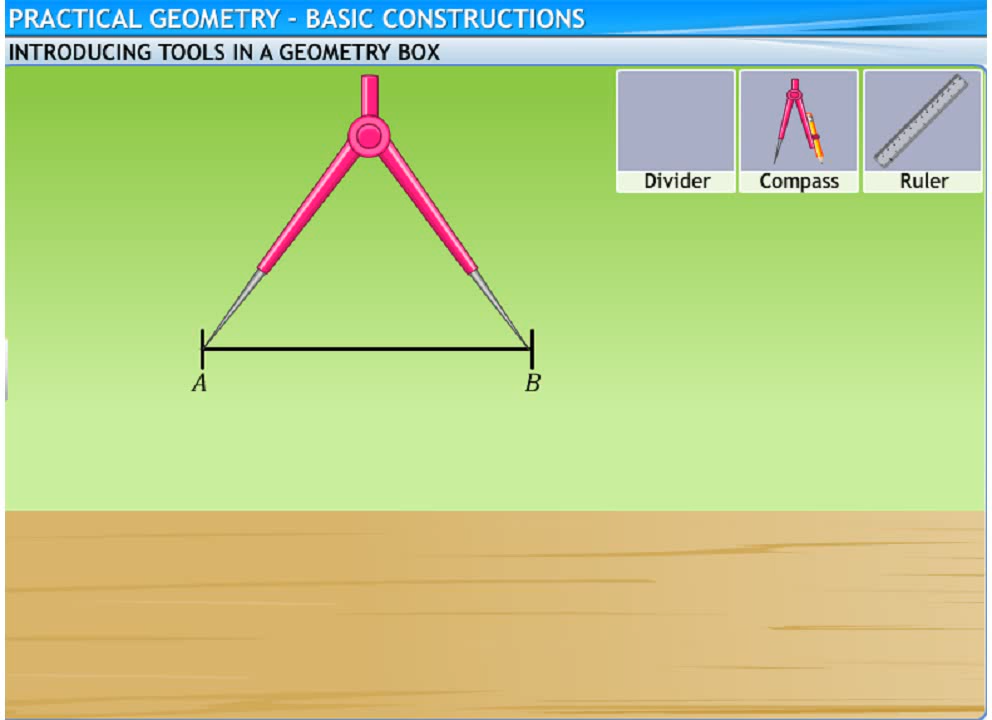 PRACTICAL GEOMETRY - BASIC CONSTRUCTIONS
INTRODUCING TOOLS IN A GEOMETRY BOX
Divider
Compass
Ruler
A
B